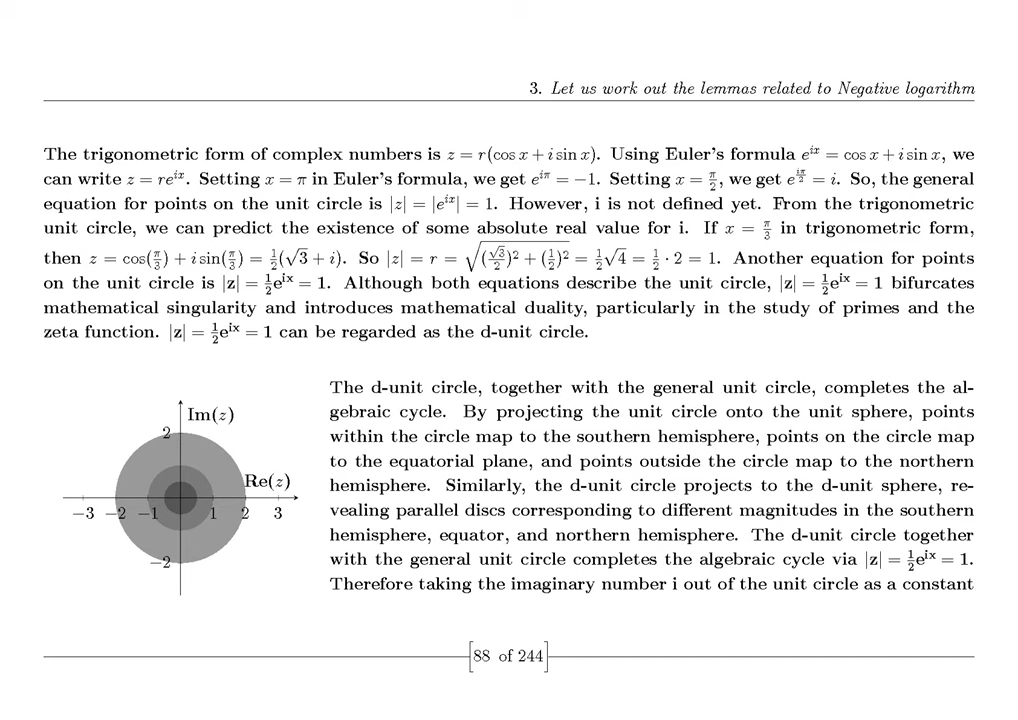 3. Let us work out the lemmas related to Negative logarithm
The trigonometric form of complex numbers is z = r(cos x + i sin x). Using Euler's formula e^{ix} = cos x + i sin x, we
can write z = re^{ix}. Setting x = π in Euler's formula, we get e^{iπ} = −1. Setting x = π/2, we get e^{iπ/2} = i. So, the general
equation for points on the unit circle is |z| = |e^{ix}| = 1. However, i is not defined yet. From the trigonometric
unit circle, we can predict the existence of some absolute real value for i. If x = π/3 in trigonometric form,
then z = cos(π/3) + i sin(π/3) = 1/2(√3 + i). So |z| = r = √((√3/2)² + (1/2)²) = 1/2√4 = 1/2 · 2 = 1. Another equation for points
on the unit circle is |z| = 1/2e^{ix} = 1. Although both equations describe the unit circle, |z| = 1/2e^{ix} = 1 bifurcates
mathematical singularity and introduces mathematical duality, particularly in the study of primes and the
zeta function. |z| = 1/2e^{ix} = 1 can be regarded as the d-unit circle.
Im(z)
2
Re(z)
−3 −2 −1 1 2 3
−2
The d-unit circle, together with the general unit circle, completes the al-
gebraic cycle. By projecting the unit circle onto the unit sphere, points
within the circle map to the southern hemisphere, points on the circle map
to the equatorial plane, and points outside the circle map to the northern
hemisphere. Similarly, the d-unit circle projects to the d-unit sphere, re-
vealing parallel discs corresponding to different magnitudes in the southern
hemisphere, equator, and northern hemisphere. The d-unit circle together
with the general unit circle completes the algebraic cycle via |z| = 1/2e^{ix} = 1.
Therefore taking the imaginary number i out of the unit circle as a constant
88 of 244